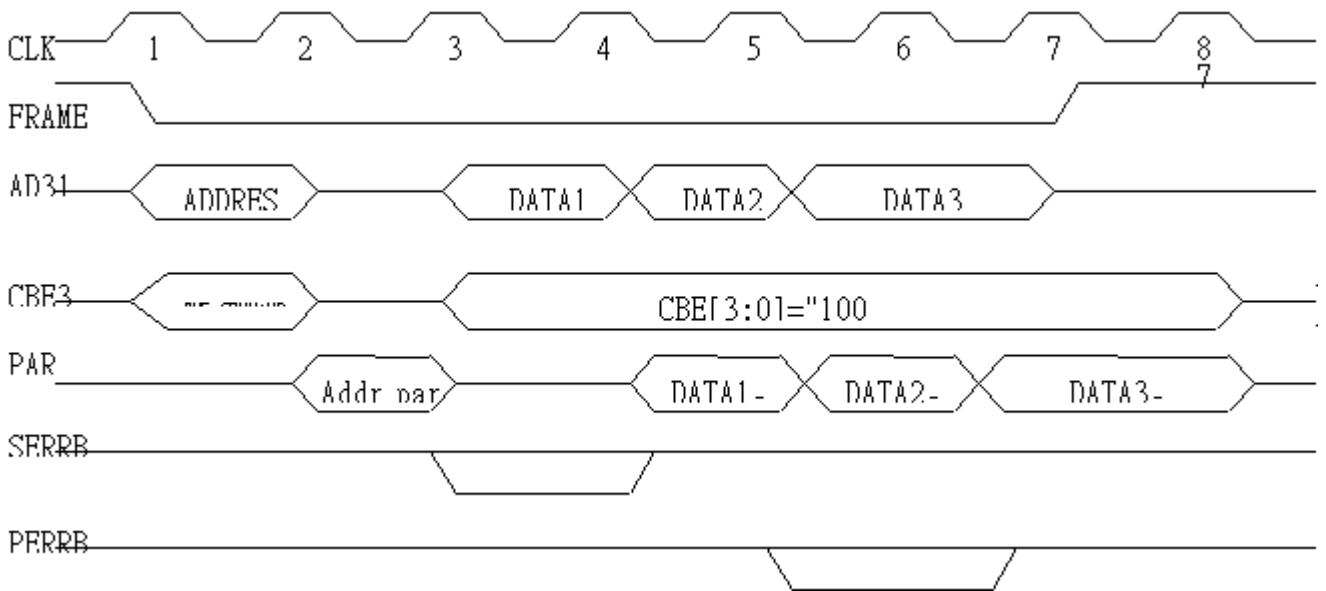 CLK 1 2 3 4 5 6 7 8
7
FRAME
AD31 ADDRES DATA1 DATA2 DATA3
CBE3 CBE[3:0]="100
PAR Addr par DATA1- DATA2- DATA3-
SERRB
PERRB